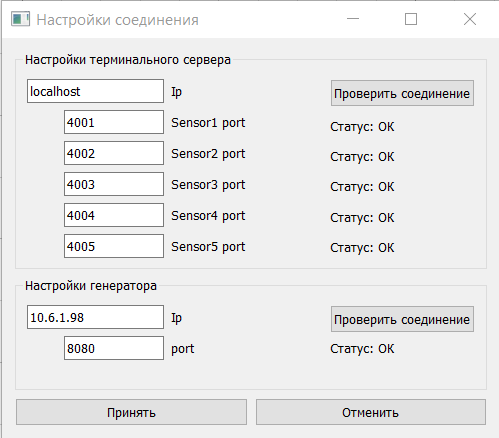 Настройки соединения
Настройки терминального сервера
localhost Ip Проверить соединение
4001 Sensor1 port Статус: OK
4002 Sensor2 port Статус: OK
4003 Sensor3 port Статус: OK
4004 Sensor4 port Статус: OK
4005 Sensor5 port Статус: OK
Настройки генератора
10.6.1.98 Ip Проверить соединение
8080 port Статус: OK
Принять Отменить